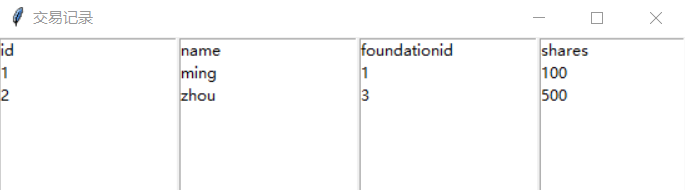 交易记录
id name foundationid shares
1 ming 1 100
2 zhou 3 500